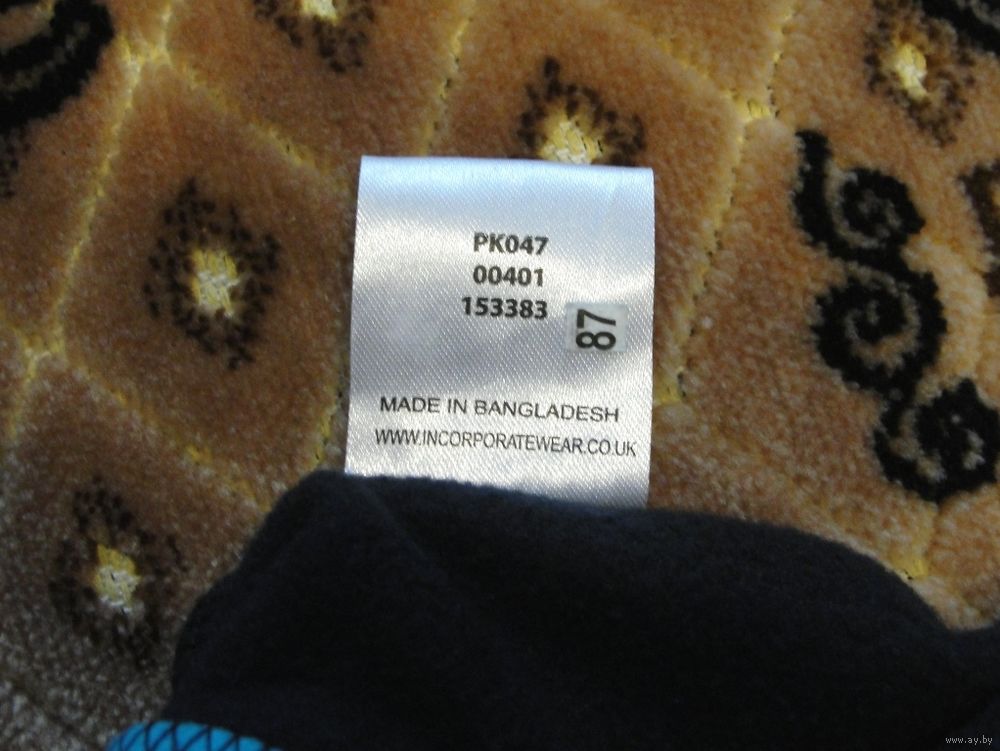 PK047
00401
153383
87
MADE IN BANGLADESH
WWW.INCORPORATEWEAR.CO.UK
www.ay.by